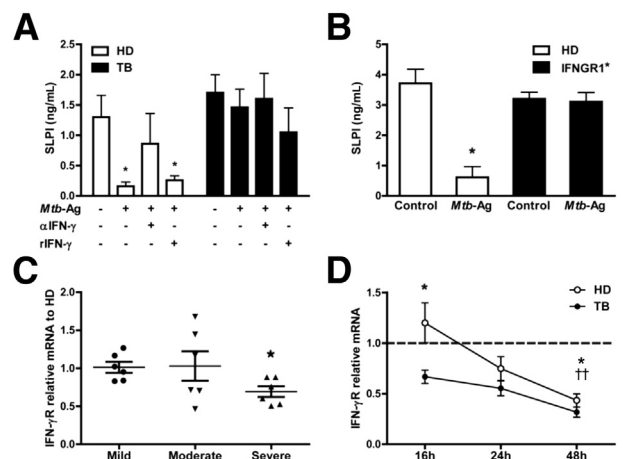 A
SLPI (ng/mL)
2.5
2.0
1.5
1.0
0.5
0.0
HD
TB
* *
Mtb-Ag - + + + - + + +
αIFN-γ - - + - - - + -
rIFN-γ - - - + - - - +
B
SLPI (ng/mL)
5
4
3
2
1
0
HD
IFNGR1*
*
Control Mtb-Ag Control Mtb-Ag
C
IFN-γR relative mRNA to HD
2.0
1.5
1.0
0.5
0.0
★
Mild Moderate Severe
D
IFN-γR relative mRNA
1.5
1.0
0.5
0.0
HD
TB
*
*
††
16h 24h 48h